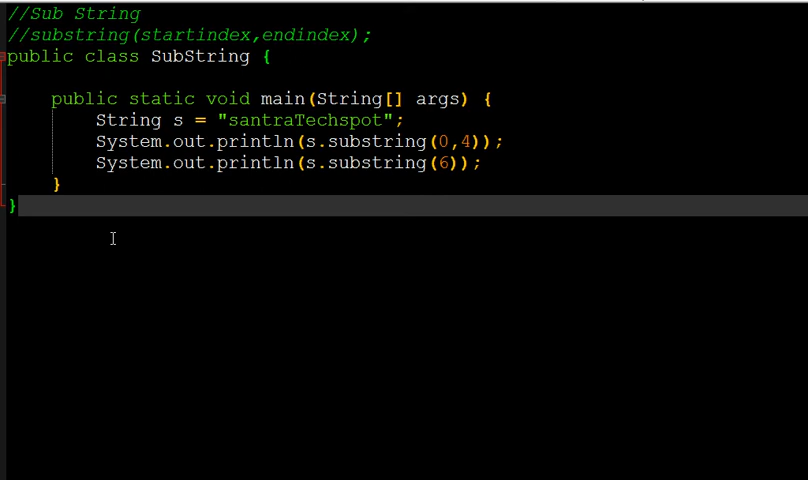 //Sub String
//substring(startindex,endindex);
public class SubString {
public static void main(String[] args) {
String s = "santraTechspot";
System.out.println(s.substring(0,4));
System.out.println(s.substring(6));
}
}